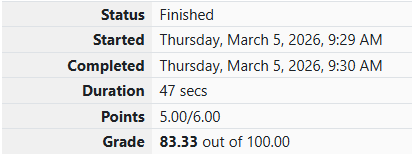 Status Finished
Started Thursday, March 5, 2026, 9:29 AM
Completed Thursday, March 5, 2026, 9:30 AM
Duration 47 secs
Points 5.00/6.00
Grade 83.33 out of 100.00